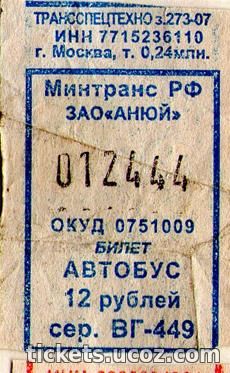 ТРАНССПЕЦТЕХНО з.273-07
ИНН 7715236110
г. Москва, т. 0,24млн.
Минтранс РФ
ЗАО«АНЮЙ»
012444
ОКУД 0751009
БИЛЕТ
АВТОБУС
12 рублей
сер. ВГ-449
tickets.ucoz.com